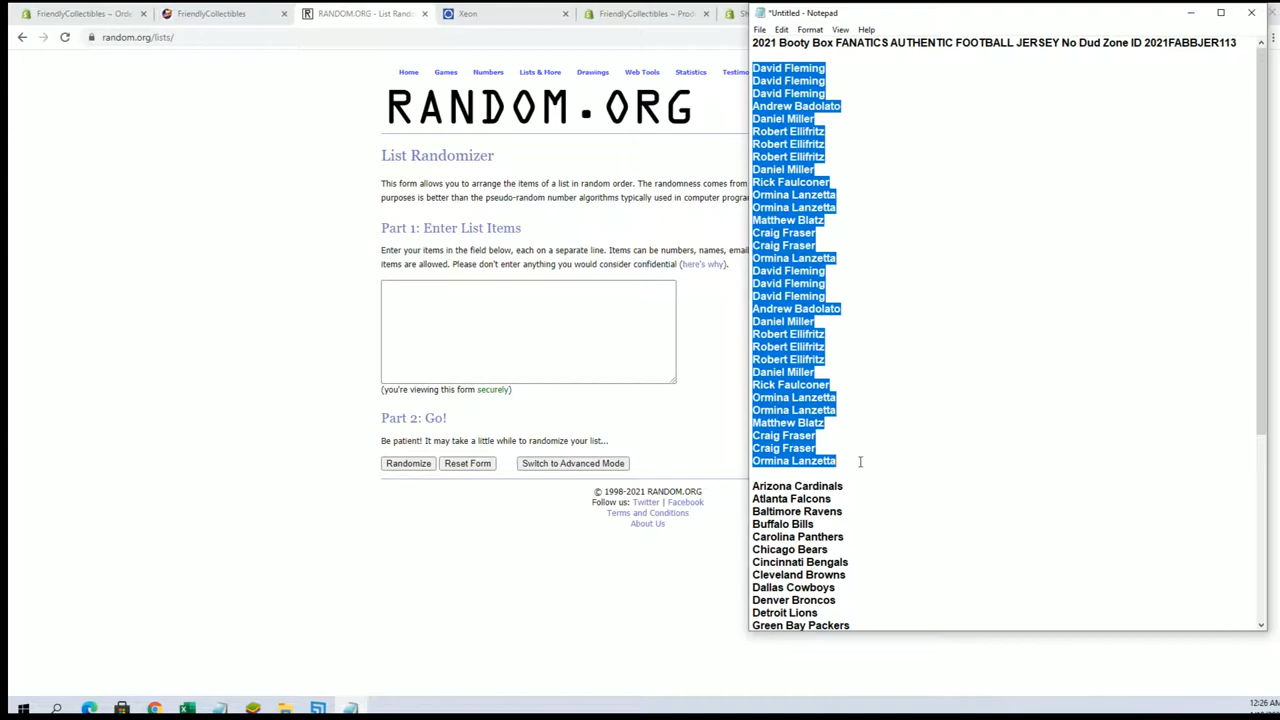 FriendlyCollectibles ~ Orde
FriendlyCollectibles
RANDOM.ORG - List Rando
Xeon
FriendlyCollectibles ~ Prod
Sh
random.org/lists/
Home
Games
Numbers
Lists & More
Drawings
Web Tools
Statistics
Testimo
RANDOM.ORG
List Randomizer
This form allows you to arrange the items of a list in random order. The randomness comes from
purposes is better than the pseudo-random number algorithms typically used in computer progra
Part 1: Enter List Items
Enter your items in the field below, each on a separate line. Items can be numbers, names, email
items are allowed. Please don't enter anything you would consider confidential (here's why).
(you're viewing this form securely)
Part 2: Go!
Be patient! It may take a little while to randomize your list...
Randomize
Reset Form
Switch to Advanced Mode
© 1998-2021 RANDOM.ORG
Follow us: Twitter | Facebook
Terms and Conditions
About Us
*Untitled - Notepad
File Edit Format View Help
2021 Booty Box FANATICS AUTHENTIC FOOTBALL JERSEY No Dud Zone ID 2021FABBJER113
David Fleming
David Fleming
David Fleming
Andrew Badolato
Daniel Miller
Robert Ellifritz
Robert Ellifritz
Robert Ellifritz
Daniel Miller
Rick Faulconer
Ormina Lanzetta
Ormina Lanzetta
Matthew Blatz
Craig Fraser
Craig Fraser
Ormina Lanzetta
David Fleming
David Fleming
David Fleming
Andrew Badolato
Daniel Miller
Robert Ellifritz
Robert Ellifritz
Robert Ellifritz
Daniel Miller
Rick Faulconer
Ormina Lanzetta
Ormina Lanzetta
Matthew Blatz
Craig Fraser
Craig Fraser
Ormina Lanzetta
Arizona Cardinals
Atlanta Falcons
Baltimore Ravens
Buffalo Bills
Carolina Panthers
Chicago Bears
Cincinnati Bengals
Cleveland Browns
Dallas Cowboys
Denver Broncos
Detroit Lions
Green Bay Packers
12:26 AM